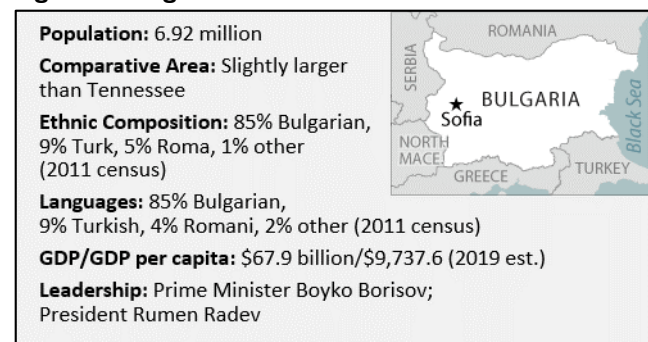 Population: 6.92 million
Comparative Area: Slightly larger
than Tennessee
Ethnic Composition: 85% Bulgarian,
9% Turk, 5% Roma, 1% other
(2011 census)
Languages: 85% Bulgarian,
9% Turkish, 4% Romani, 2% other (2011 census)
GDP/GDP per capita: $67.9 billion/$9,737.6 (2019 est.)
Leadership: Prime Minister Boyko Borisov;
President Rumen Radev
ROMANIA
SERBIA
BULGARIA
Sofia
Black Sea
NORTH
MACE.
GREECE
TURKEY